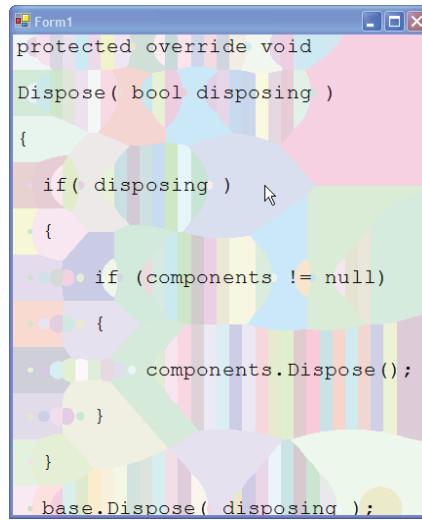 Form1
protected override void
Dispose( bool disposing )
{
if( disposing )
{
if (components != null)
{
components.Dispose();
}
}
base.Dispose( disposing );